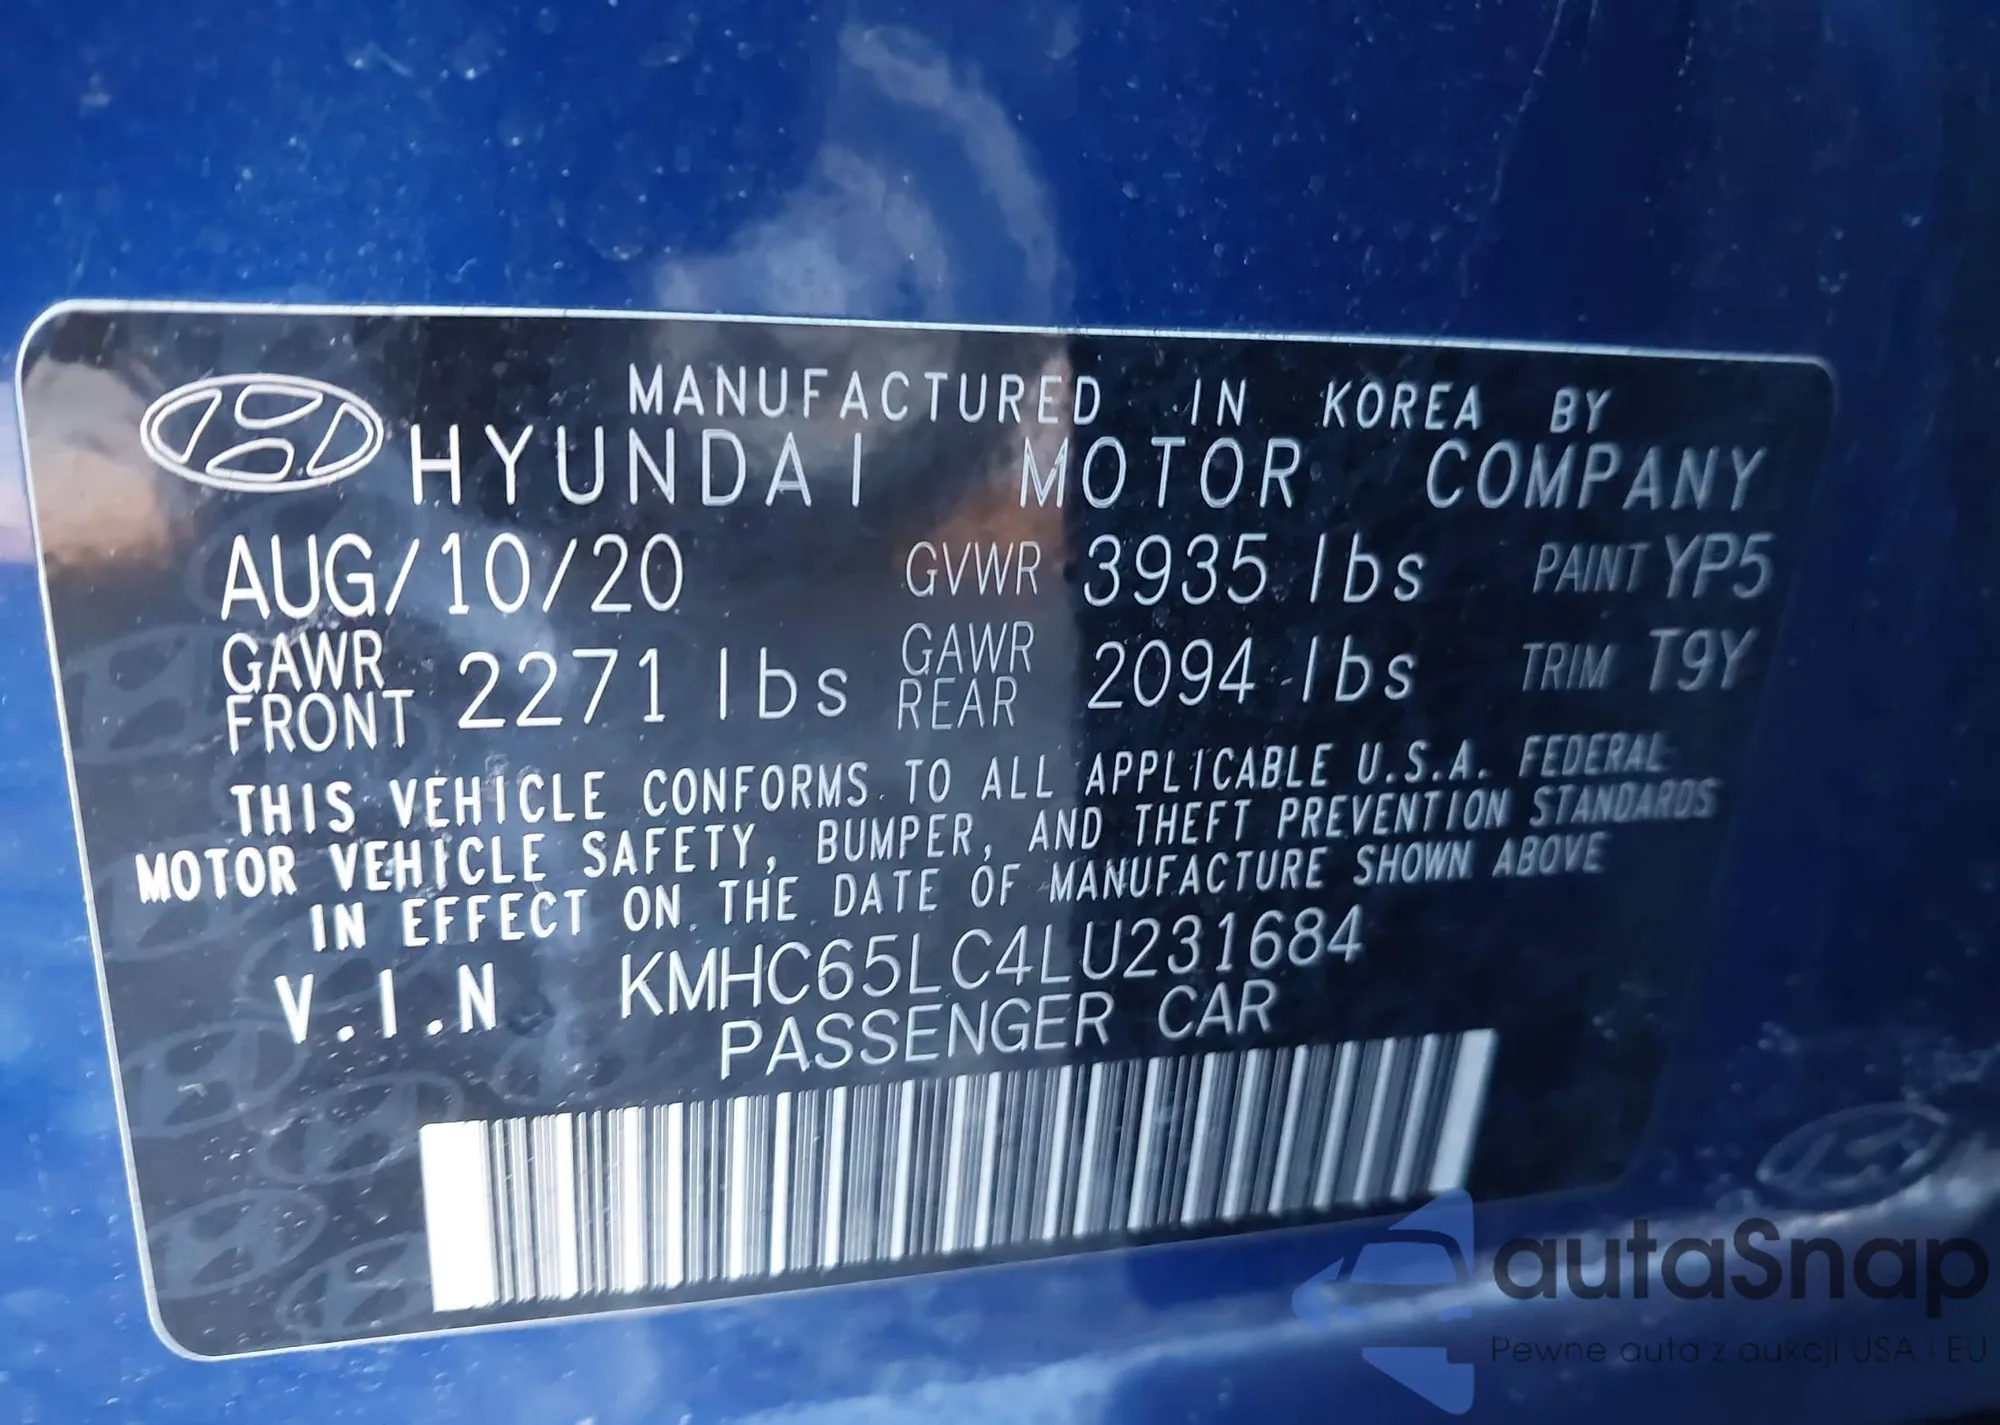 MANUFACTURED IN KOREA BY
HYUNDAI MOTOR COMPANY
AUG/10/20 GVWR 3935 lbs PAINT YP5
GAWR FRONT 2271 lbs GAWR REAR 2094 lbs TRIM T9Y
THIS VEHICLE CONFORMS TO ALL APPLICABLE U.S.A. FEDERAL
MOTOR VEHICLE SAFETY, BUMPER, AND THEFT PREVENTION STANDARDS
IN EFFECT ON THE DATE OF MANUFACTURE SHOWN ABOVE
V.I.N KMHC65LC4LU231684
PASSENGER CAR
autaSnap
Pewne auta z aukcji USA i EU